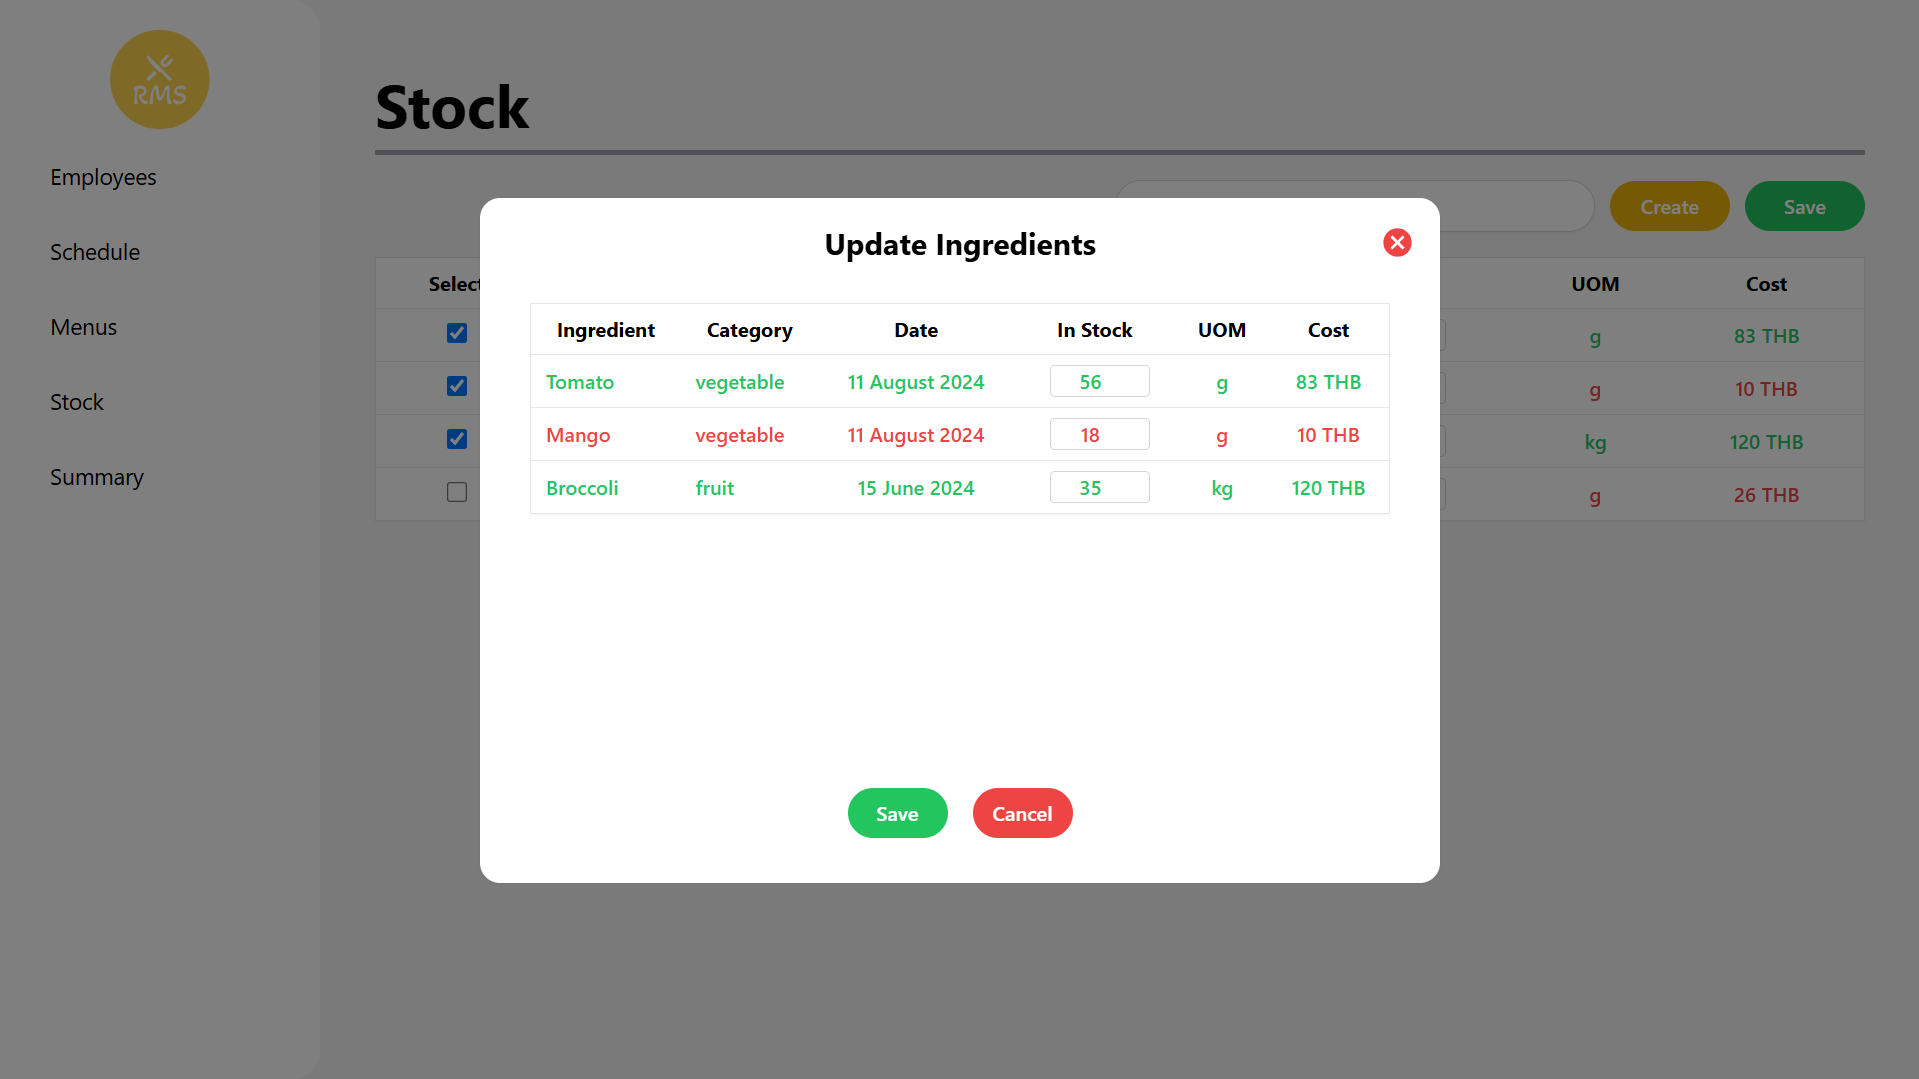 RMS
Employees
Schedule
Menus
Stock
Summary
Stock
Create Save
Select UOM Cost
g 83 THB
g 10 THB
kg 120 THB
g 26 THB
Update Ingredients
Ingredient Category Date In Stock UOM Cost
Tomato vegetable 11 August 2024 56 g 83 THB
Mango vegetable 11 August 2024 18 g 10 THB
Broccoli fruit 15 June 2024 35 kg 120 THB
Save Cancel